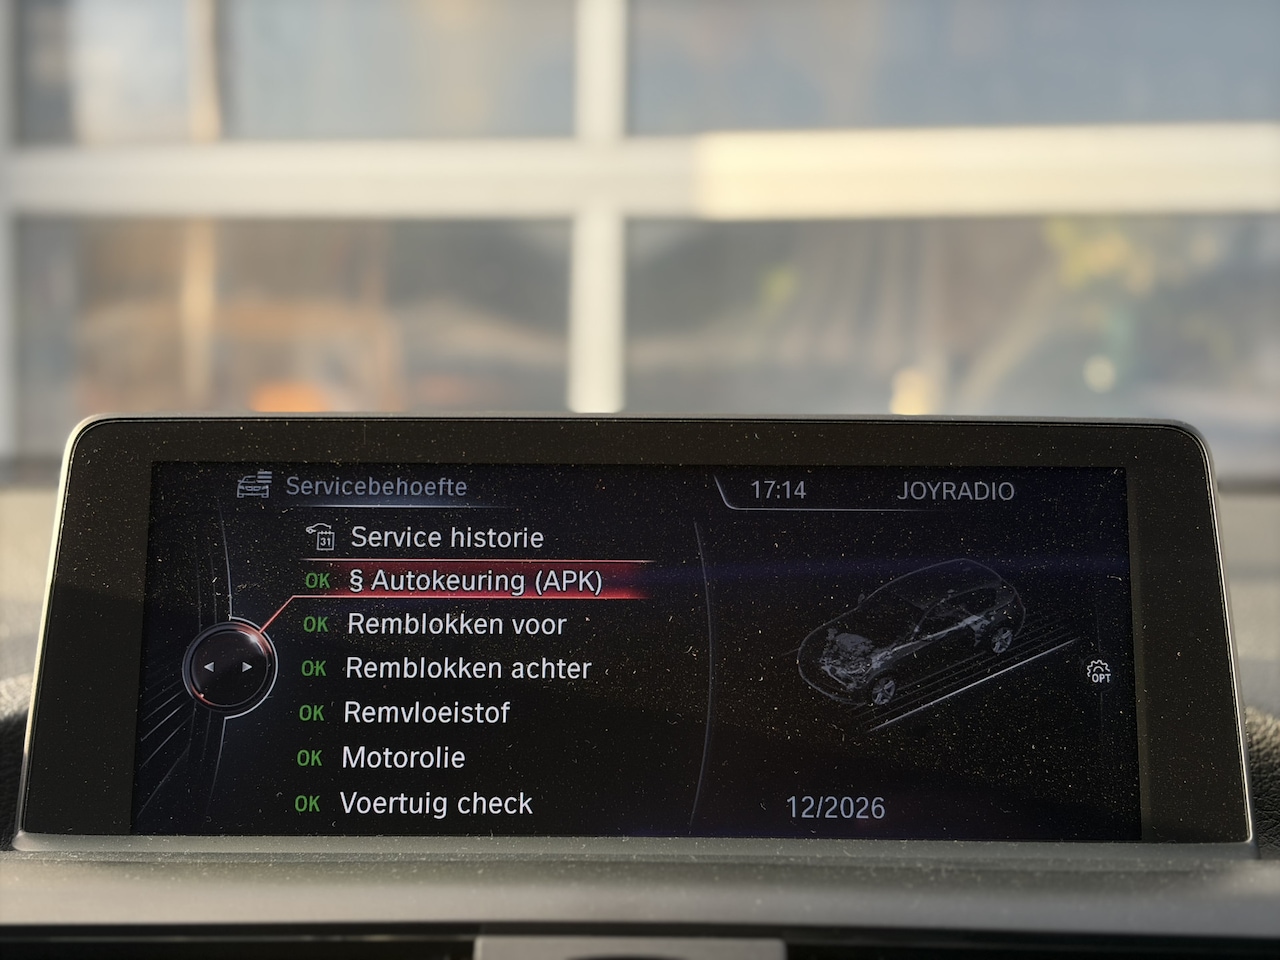 Servicebehoefte
17:14
JOYRADIO
31 Service historie
OK § Autokeuring (APK)
OK Remblokken voor
OK Remblokken achter
OPT
OK Remvloeistof
OK Motorolie
OK Voertuig check
12/2026